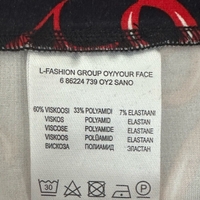 L-FASHION GROUP OY/YOUR FACE
6 86224 739 OY2 SANO
60% VISKOOSI 33% POLYAMIDI 7% ELASTAANI
VISKOS POLYAMID ELASTAN
VISCOSE POLYAMIDE ELASTANE
VISKOOS POLÜAMIID ELASTAAN
ВИСКОЗА ПОЛИАМИД ЭЛАСТАН
30
P